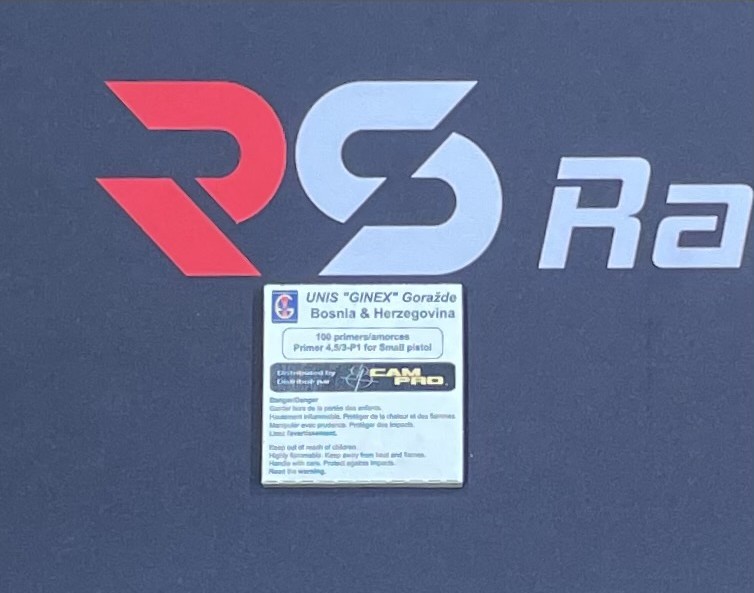 RS Ra
UNIS "GINEX" Goražde
Bosnia & Herzegovina
100 primers/amorces
Primer 4,5/3-P1 for Small pistol
Distributed by
Distribué par
CAM
PRO
Danger/Danger
Garder hors de la portée des enfants.
Hautement inflammable. Protéger de la chaleur et des flammes.
Manipuler avec prudence. Protéger des impacts.
Lisez l'avertissement.
Keep out of reach of children.
Highly flammable. Keep away from heat and flames.
Handle with care. Protect against impacts.
Read the warning.